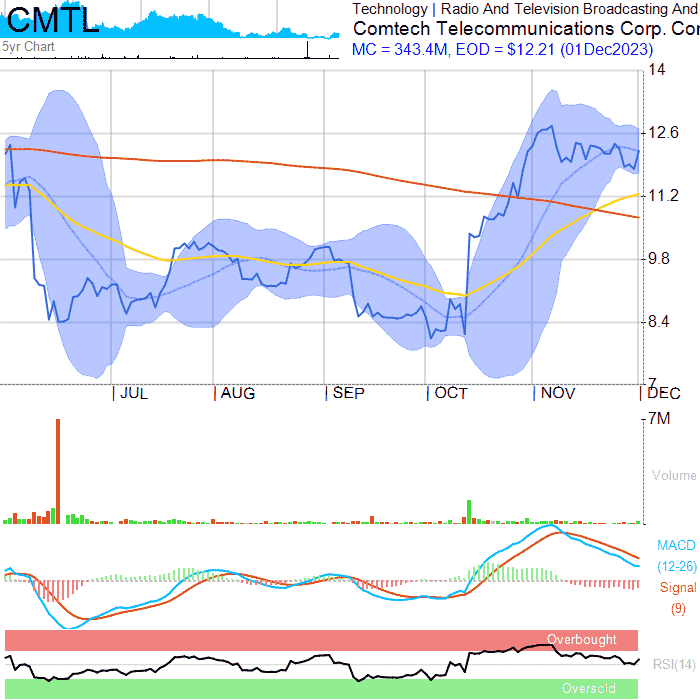 CMTL
5yr Chart
Technology | Radio And Television Broadcasting And
Comtech Telecommunications Corp. Cor
MC = 343.4M, EOD = $12.21 (01Dec2023)
14
12.6
11.2
9.8
8.4
7
JUL AUG SEP OCT NOV DEC
7M
Volume
MACD
(12-26)
Signal
(9)
Overbought
RSI(14)
Oversold